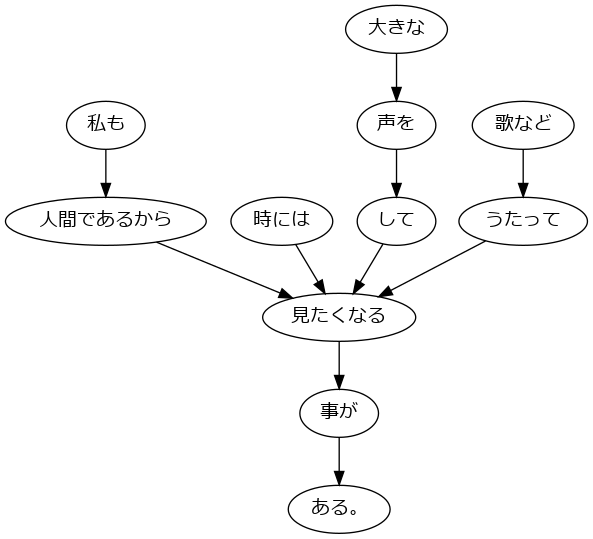 大きな
私も
声を
歌など
人間であるから
時には
して
うたって
見たくなる
事が
ある。